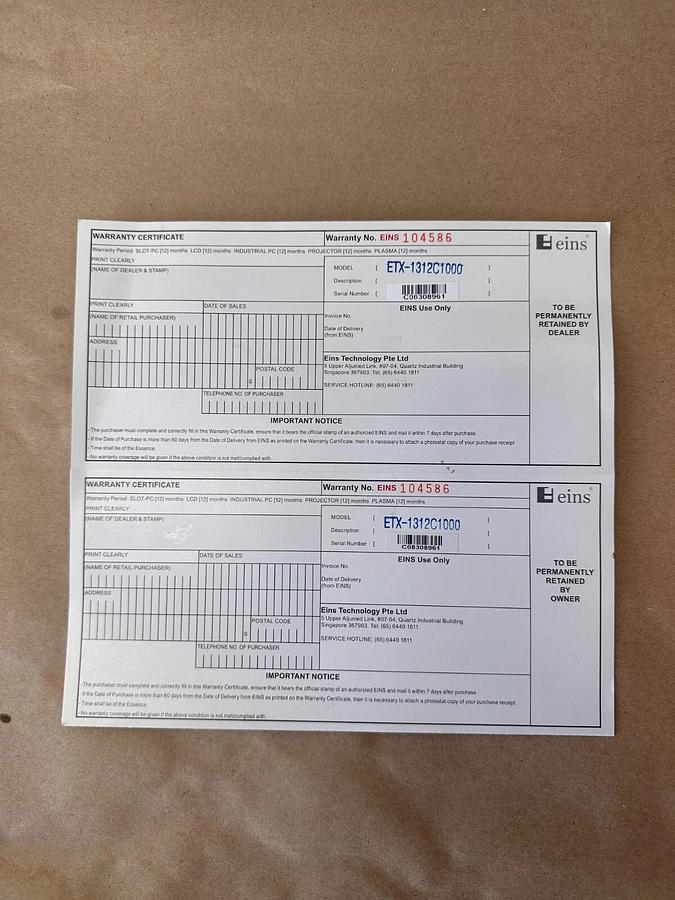 WARRANTY CERTIFICATE
Warranty No. EINS 104586
eins
Warranty Period SLOT-PC [12] months LCD [12] months INDUSTRIAL PC [12] months PROJECTOR [12] months PLASMA [12] months
PRINT CLEARLY
(NAME OF DEALER & STAMP)
MODEL [ ETX-1312C1000 ]
Description [ ]
Serial Number [ C08308961 ]
PRINT CLEARLY
DATE OF SALES
EINS Use Only
(NAME OF RETAIL PURCHASER)
Invoice No.
Date of Delivery
(from EINS)
ADDRESS
TO BE
PERMANENTLY
RETAINED BY
DEALER
Eins Technology Pte Ltd
5 Upper Aljunied Link, #07-04, Quartz Industrial Building
Singapore 367903. Tel: (65) 6440 1811
POSTAL CODE
S
SERVICE HOTLINE: (65) 6440 1811
TELEPHONE NO. OF PURCHASER
IMPORTANT NOTICE
- The purchaser must complete and correctly fill in this Warranty Certificate, ensure that it bears the official stamp of an authorized EINS and mail it within 7 days after purchase.
- If the Date of Purchase is more than 60 days from the Date of Delivery from EINS as printed on the Warranty Certificate, then it is necessary to attach a photostat copy of your purchase receipt
- Time shall be of the Essence.
- No warranty coverage will be given if the above condition is not met/complied with.
WARRANTY CERTIFICATE
Warranty No. EINS 104586
eins
Warranty Period SLOT-PC [12] months LCD [12] months INDUSTRIAL PC [12] months PROJECTOR [12] months PLASMA [12] months
PRINT CLEARLY
(NAME OF DEALER & STAMP)
MODEL [ ETX-1312C1000 ]
Description [ ]
Serial Number [ C08308961 ]
PRINT CLEARLY
DATE OF SALES
EINS Use Only
(NAME OF RETAIL PURCHASER)
Invoice No.
Date of Delivery
(from EINS)
ADDRESS
TO BE
PERMANENTLY
RETAINED
BY
OWNER
Eins Technology Pte Ltd
5 Upper Aljunied Link, #07-04, Quartz Industrial Building
Singapore 367903. Tel: (65) 6440 1811
POSTAL CODE
S
SERVICE HOTLINE: (65) 6440 1811
TELEPHONE NO. OF PURCHASER
IMPORTANT NOTICE
- The purchaser must complete and correctly fill in this Warranty Certificate, ensure that it bears the official stamp of an authorized EINS and mail it within 7 days after purchase.
- If the Date of Purchase is more than 60 days from the Date of Delivery from EINS as printed on the Warranty Certificate, then it is necessary to attach a photostat copy of your purchase receipt
- Time shall be of the Essence.
- No warranty coverage will be given if the above condition is not met/complied with.